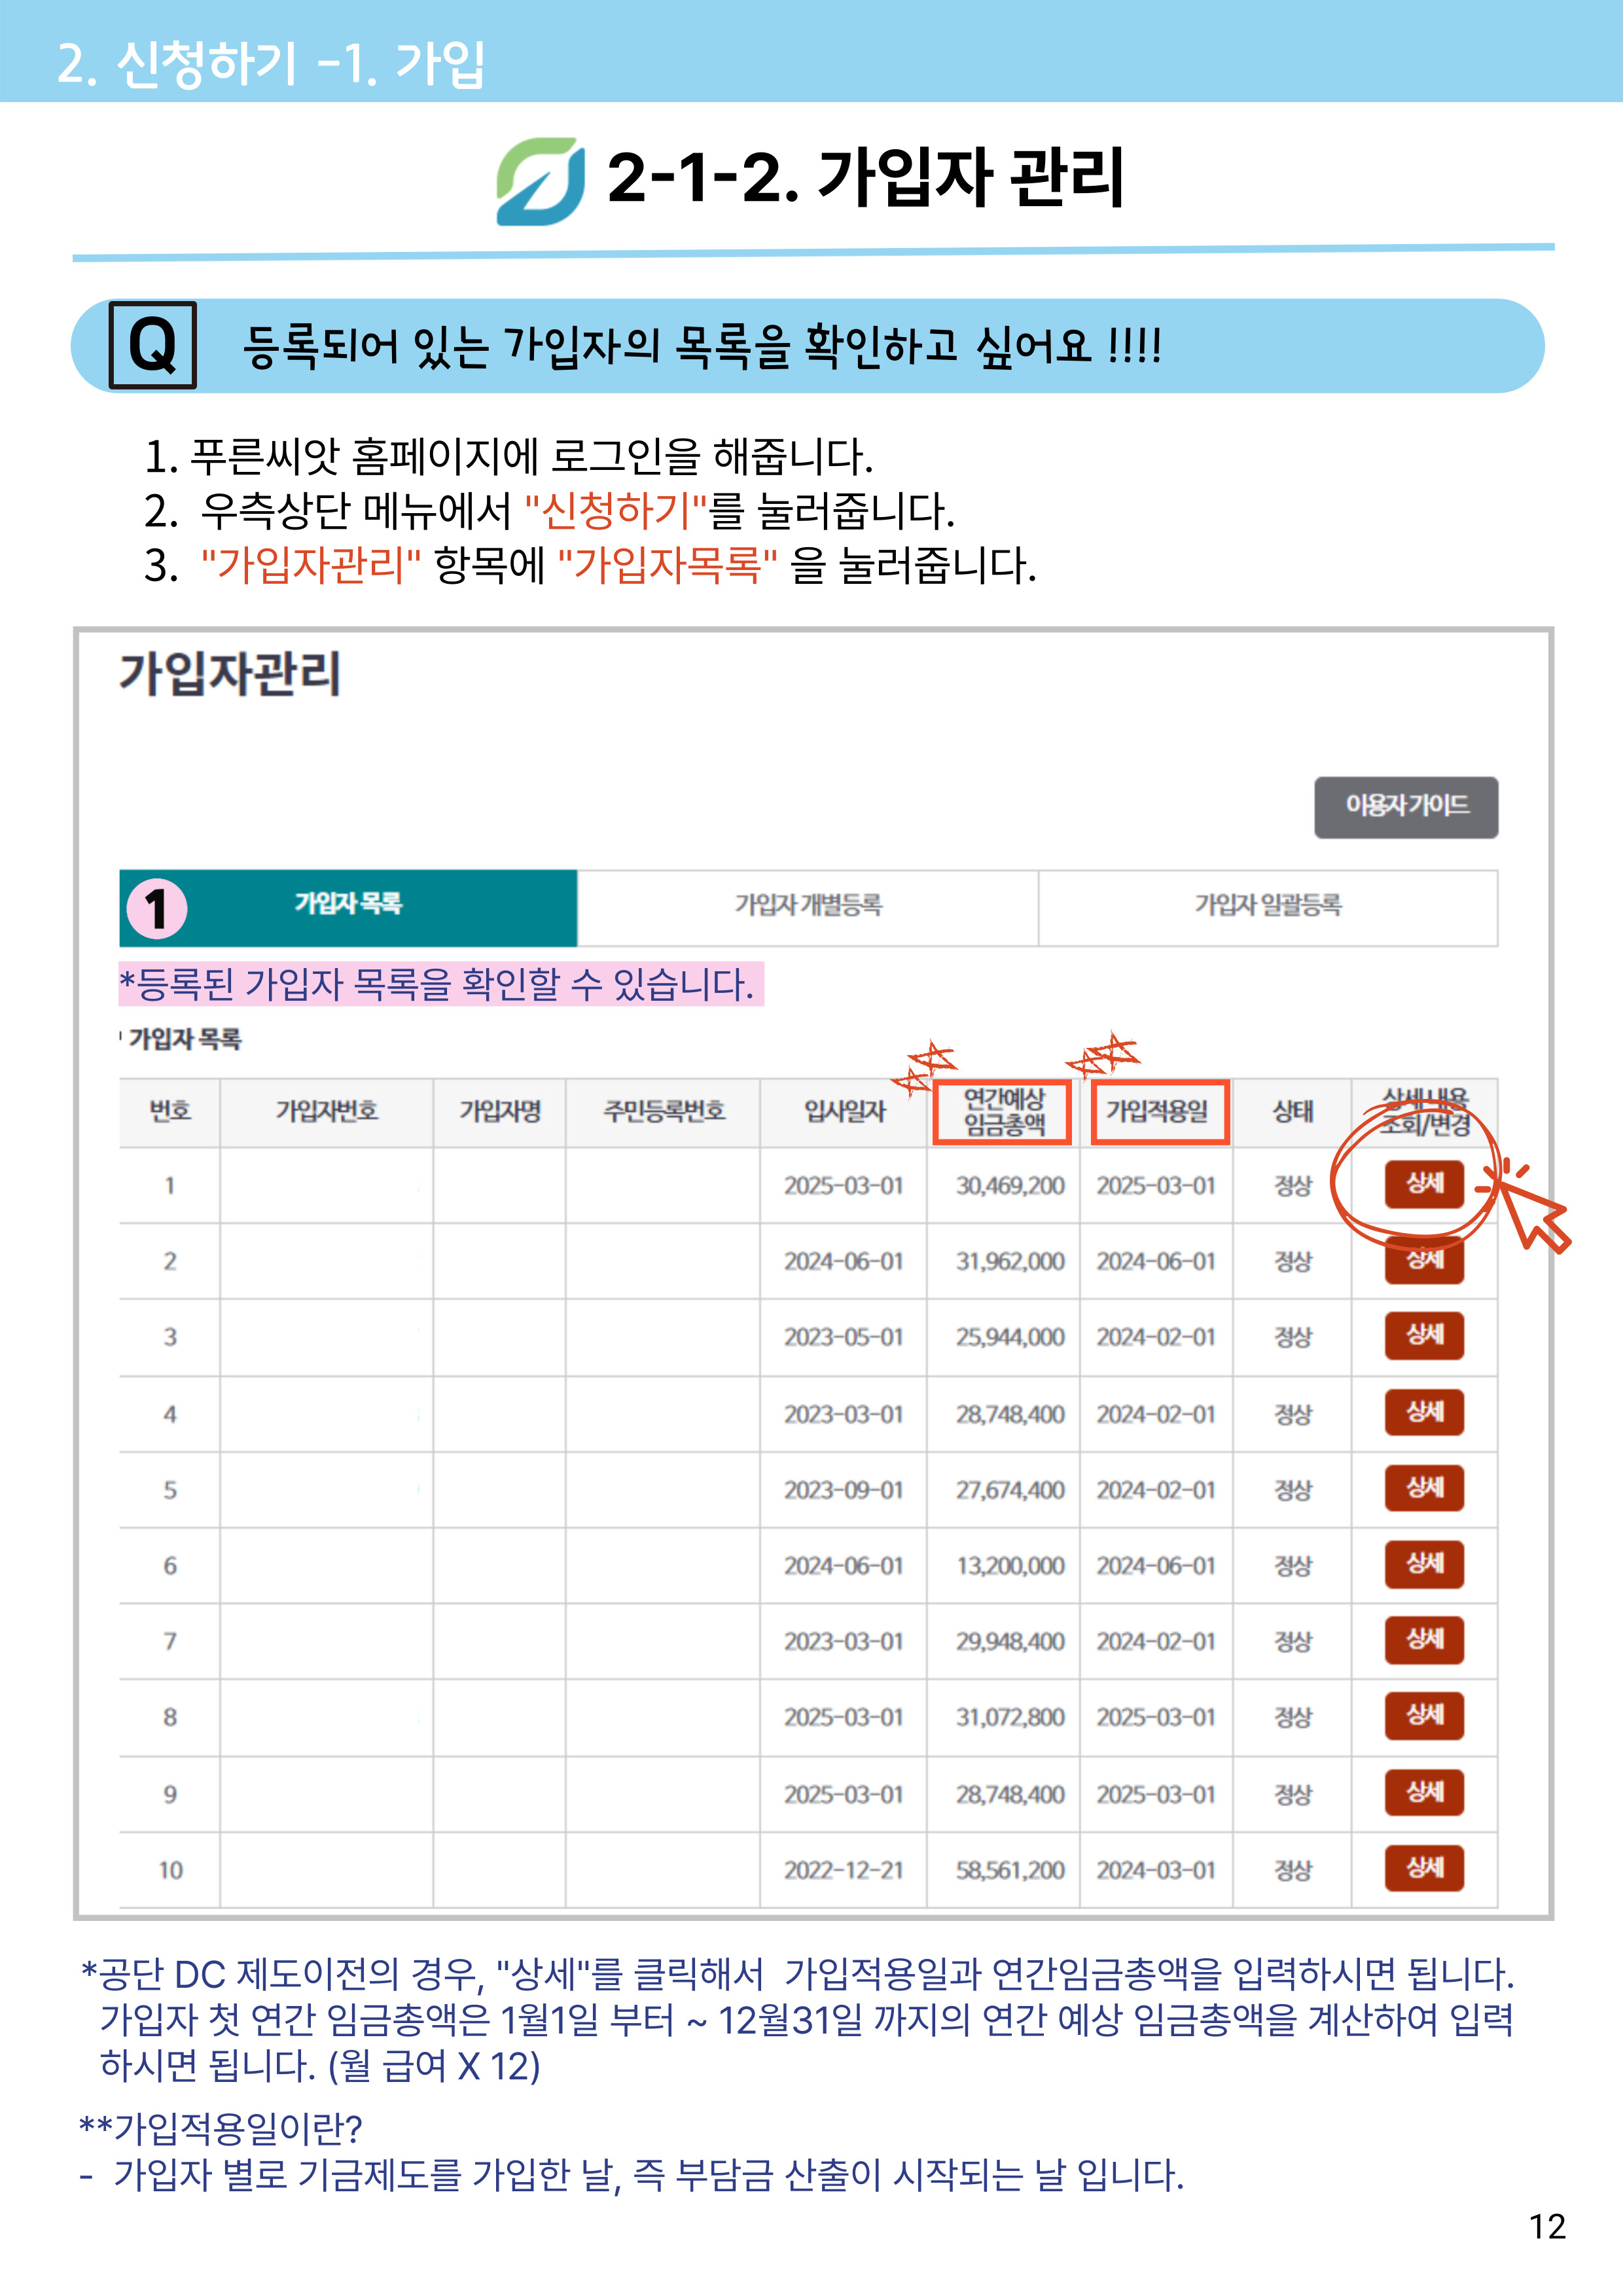 2. 신청하기 -1. 가입
2-1-2. 가입자 관리
Q 등록되어 있는 가입자의 목록을 확인하고 싶어요 !!!!
1. 푸른씨앗 홈페이지에 로그인을 해줍니다.
2. 우측상단 메뉴에서 "신청하기"를 눌러줍니다.
3. "가입자관리" 항목에 "가입자목록" 을 눌러줍니다.
가입자관리
이용자 가이드
1 가입자 목록 가입자 개별등록 가입자 일괄등록
*등록된 가입자 목록을 확인할 수 있습니다.
가입자 목록
번호 가입자번호 가입자명 주민등록번호 입사일자 연간예상 임금총액 가입적용일 상태 상세내용 조회/변경
1 2025-03-01 30,469,200 2025-03-01 정상 상세
2 2024-06-01 31,962,000 2024-06-01 정상 상세
3 2023-05-01 25,944,000 2024-02-01 정상 상세
4 2023-03-01 28,748,400 2024-02-01 정상 상세
5 2023-09-01 27,674,400 2024-02-01 정상 상세
6 2024-06-01 13,200,000 2024-06-01 정상 상세
7 2023-03-01 29,948,400 2024-02-01 정상 상세
8 2025-03-01 31,072,800 2025-03-01 정상 상세
9 2025-03-01 28,748,400 2025-03-01 정상 상세
10 2022-12-21 58,561,200 2024-03-01 정상 상세
*공단 DC 제도이전의 경우, "상세"를 클릭해서 가입적용일과 연간임금총액을 입력하시면 됩니다.
가입자 첫 연간 임금총액은 1월1일 부터 ~ 12월31일 까지의 연간 예상 임금총액을 계산하여 입력
하시면 됩니다. (월 급여 X 12)
**가입적용일이란?
- 가입자 별로 기금제도를 가입한 날, 즉 부담금 산출이 시작되는 날 입니다.
12